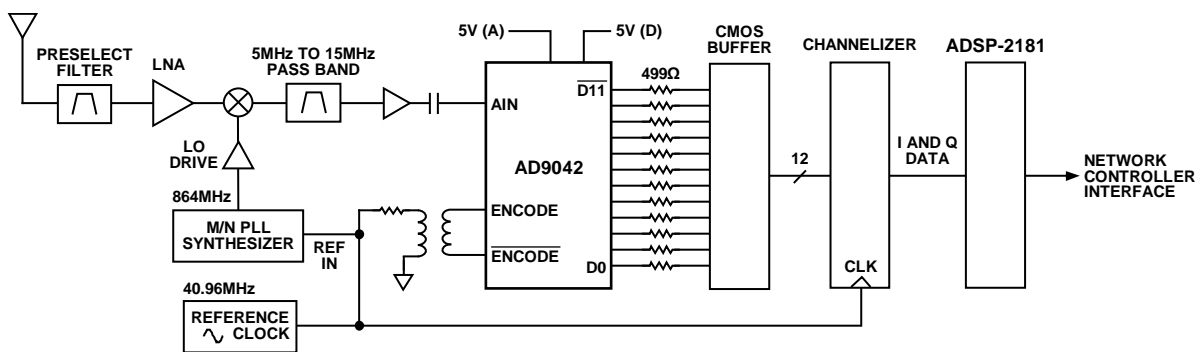 PRESELECT
FILTER
LNA
5MHz TO 15MHz
PASS BAND
5V (A)
5V (D)
CMOS
BUFFER
CHANNELIZER
ADSP-2181
499Ω
AIN
D11
AD9042
LO
DRIVE
12
I AND Q
DATA
NETWORK
CONTROLLER
INTERFACE
864MHz
M/N PLL
SYNTHESIZER
REF
IN
ENCODE
ENCODE
D0
CLK
40.96MHz
REFERENCE
CLOCK